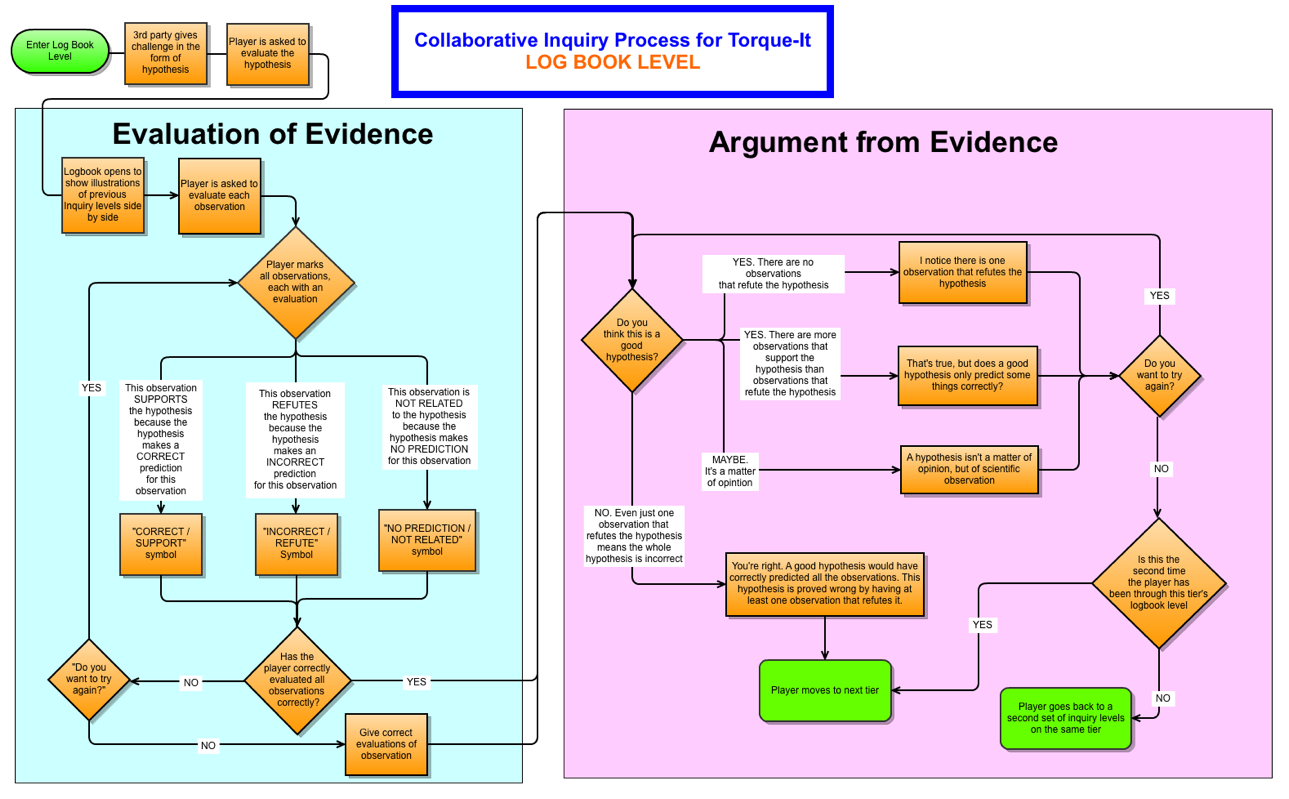 Enter Log Book
Level
3rd party gives
challenge in the
form of
hypothesis
Player is asked to
evaluate the
hypothesis
Collaborative Inquiry Process for Torque-It
LOG BOOK LEVEL
Evaluation of Evidence
Logbook opens to
show illustrations
of previous
Inquiry levels side
by side
Player is asked to
evaluate each
observation
Player marks
all observations,
each with an
evaluation
YES
This observation
SUPPORTS
the hypothesis
because the
hypothesis
makes a
CORRECT
prediction
for this
observation
This observation
REFUTES
the hypothesis
because the
hypothesis
makes an
INCORRECT
prediction
for this observation
This observation is
NOT RELATED
to the hypothesis
because the
hypothesis makes
NO PREDICTION
for this observation
"CORRECT /
SUPPORT"
symbol
"INCORRECT /
REFUTE"
Symbol
"NO PREDICTION /
NOT RELATED"
symbol
"Do you
want to try
again?"
NO
Has the
player correctly
evaluated all
observations
correctly?
YES
NO
Give correct
evaluations of
observation
Argument from Evidence
Do you
think this is a
good
hypothesis?
YES. There are no
observations
that refute the hypothesis
I notice there is one
observation that refutes the
hypothesis
YES
YES. There are more
observations that
support the
hypothesis than
observations that
refute the hypothesis
That's true, but does a good
hypothesis only predict some
things correctly?
Do you
want to try
again?
MAYBE.
It's a matter
of opintion
A hypothesis isn't a matter of
opinion, but of scientific
observation
NO
NO. Even just one
observation that
refutes the hypothesis
means the whole
hypothesis is incorrect
You're right. A good hypothesis would have
correctly predicted all the observations. This
hypothesis is proved wrong by having at
least one observation that refutes it.
Is this the
second time
the player has
been through this tier's
logbook level
YES
Player moves to next tier
NO
Player goes back to a
second set of inquiry levels
on the same tier